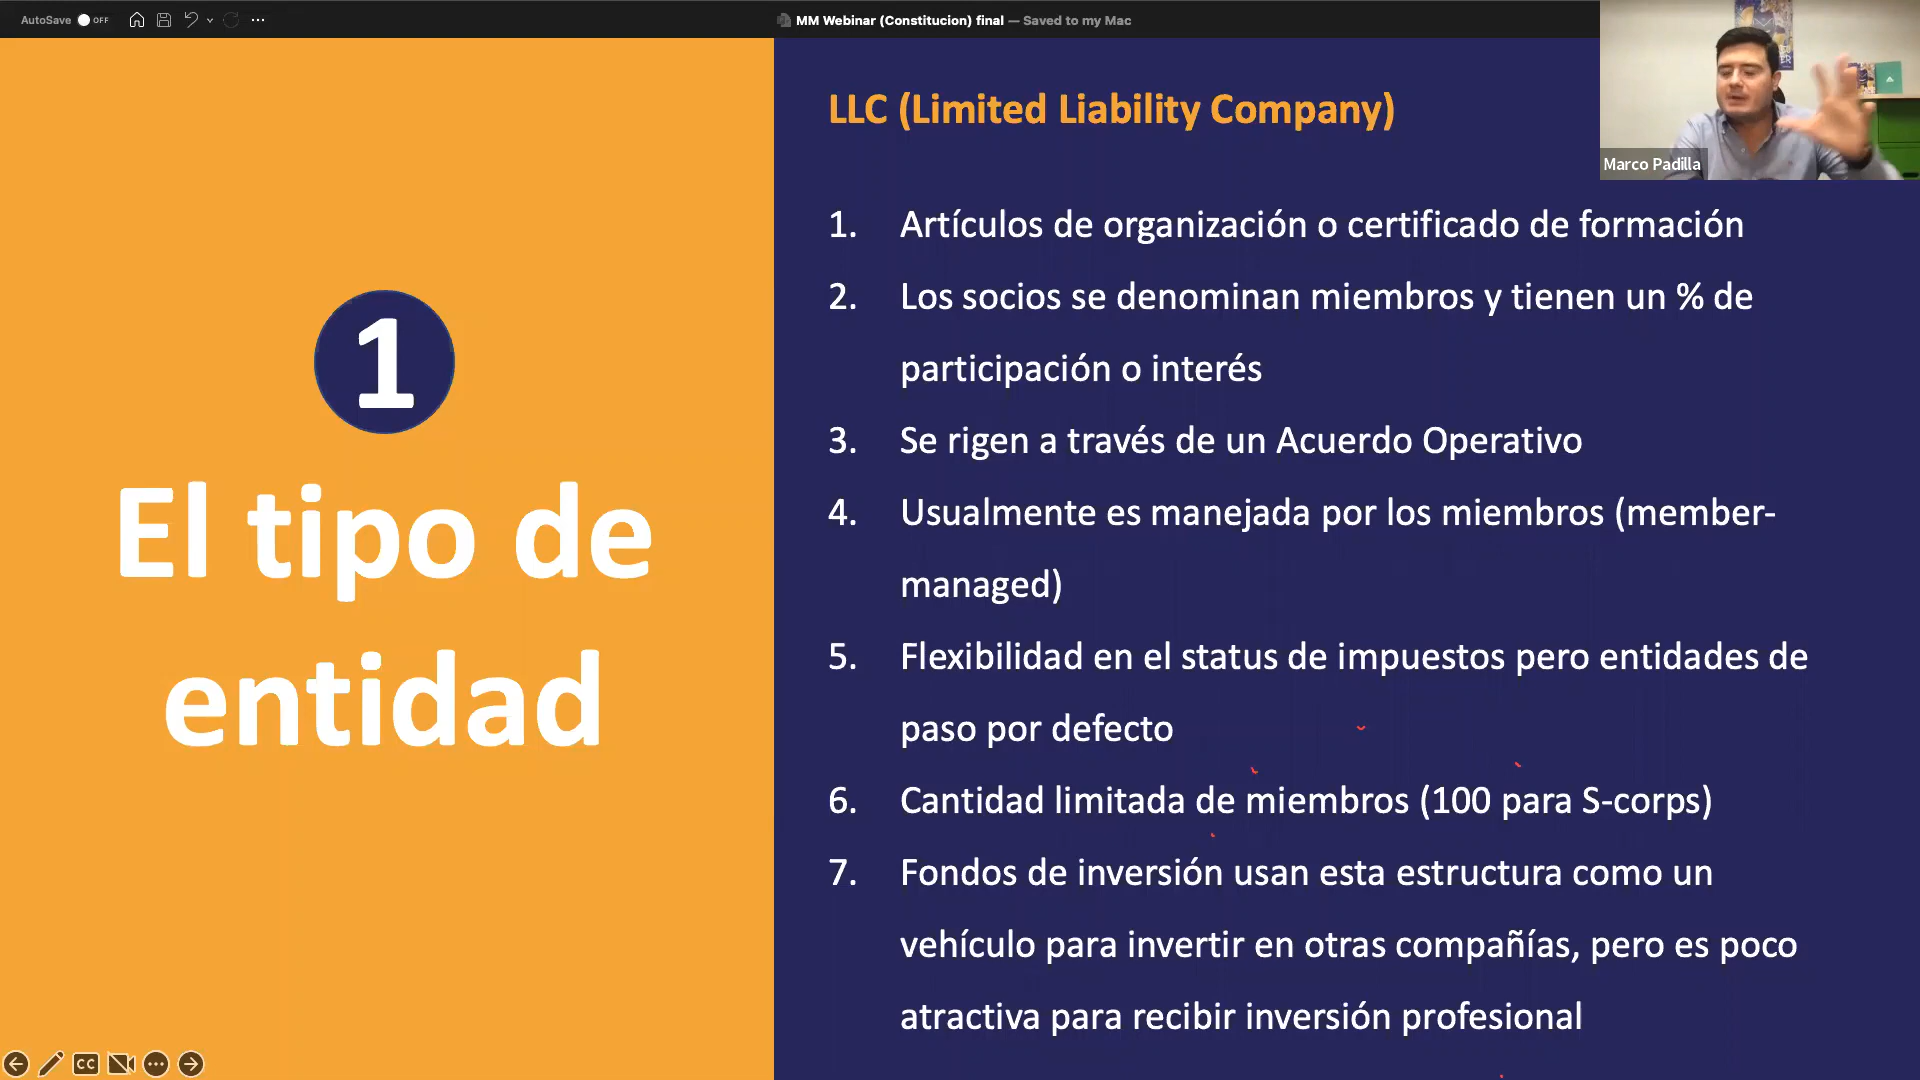 AutoSave OFF
MM Webinar (Constitucion) final — Saved to my Mac
Marco Padilla
1
El tipo de
entidad
LLC (Limited Liability Company)
1. Artículos de organización o certificado de formación
2. Los socios se denominan miembros y tienen un % de
participación o interés
3. Se rigen a través de un Acuerdo Operativo
4. Usualmente es manejada por los miembros (member-
managed)
5. Flexibilidad en el status de impuestos pero entidades de
paso por defecto
6. Cantidad limitada de miembros (100 para S-corps)
7. Fondos de inversión usan esta estructura como un
vehículo para invertir en otras compañías, pero es poco
atractiva para recibir inversión profesional
CC